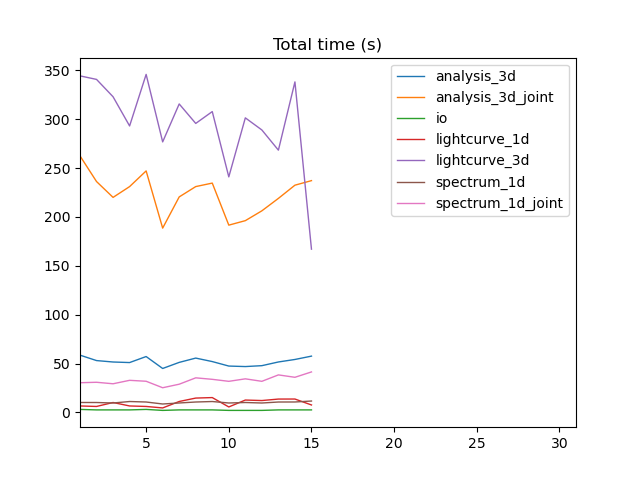 Total time (s)
350
300
250
200
150
100
50
0
5
10
15
20
25
30
analysis_3d
analysis_3d_joint
io
lightcurve_1d
lightcurve_3d
spectrum_1d
spectrum_1d_joint